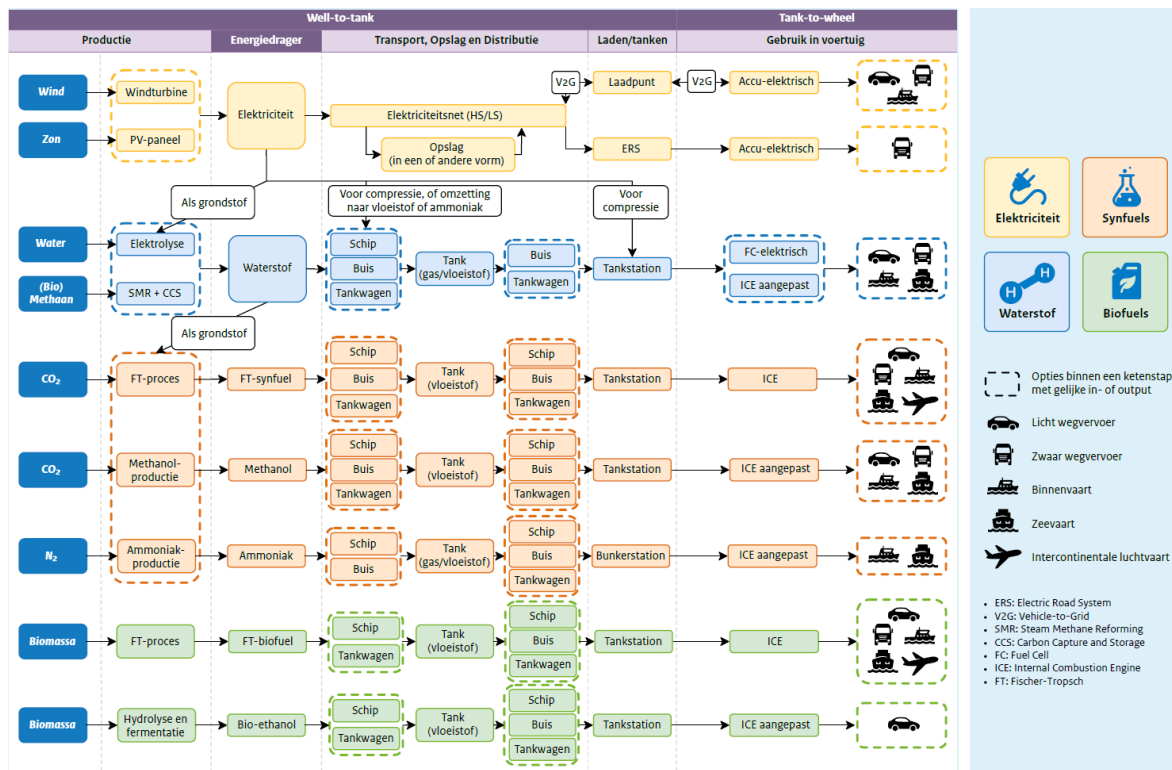 Well-to-tank
Tank-to-wheel
Productie
Energiedrager
Transport, Opslag en Distributie
Laden/tanken
Gebruik in voertuig
Wind
Windturbine
Zon
PV-paneel
Elektriciteit
Elektriciteitsnet (HS/LS)
Opslag
(in een of andere vorm)
V2G
Laadpunt
V2G
Accu-elektrisch
ERS
Accu-elektrisch
Als grondstof
Voor compressie, of omzetting
naar vloeistof of ammoniak
Voor
compressie
Water
Elektrolyse
(Bio)
Methaan
SMR + CCS
Waterstof
Schip
Buis
Tankwagen
Tank
(gas/vloeistof)
Buis
Tankwagen
Tankstation
FC-elektrisch
ICE aangepast
Als grondstof
CO₂
FT-proces
FT-synfuel
Schip
Buis
Tankwagen
Tank
(vloeistof)
Schip
Buis
Tankwagen
Tankstation
ICE
CO₂
Methanol-
productie
Methanol
Schip
Buis
Tankwagen
Tank
(vloeistof)
Schip
Buis
Tankwagen
Tankstation
ICE aangepast
N₂
Ammoniak-
productie
Ammoniak
Schip
Buis
Tank
(gas/vloeistof)
Schip
Buis
Tankwagen
Bunkerstation
ICE aangepast
Biomassa
FT-proces
FT-biofuel
Schip
Tankwagen
Tank
(vloeistof)
Schip
Buis
Tankwagen
Tankstation
ICE
Biomassa
Hydrolyse en
fermentatie
Bio-ethanol
Schip
Tankwagen
Tank
(vloeistof)
Schip
Buis
Tankwagen
Tankstation
ICE aangepast
Elektriciteit
Synfuels
H H
Waterstof
Biofuels
Opties binnen een ketenstap
met gelijke in- of output
Licht wegvervoer
Zwaar wegvervoer
Binnenvaart
Zeevaart
Intercontinentale luchtvaart
• ERS: Electric Road System
• V2G: Vehicle-to-Grid
• SMR: Steam Methane Reforming
• CCS: Carbon Capture and Storage
• FC: Fuel Cell
• ICE: Internal Combustion Engine
• FT: Fischer-Tropsch